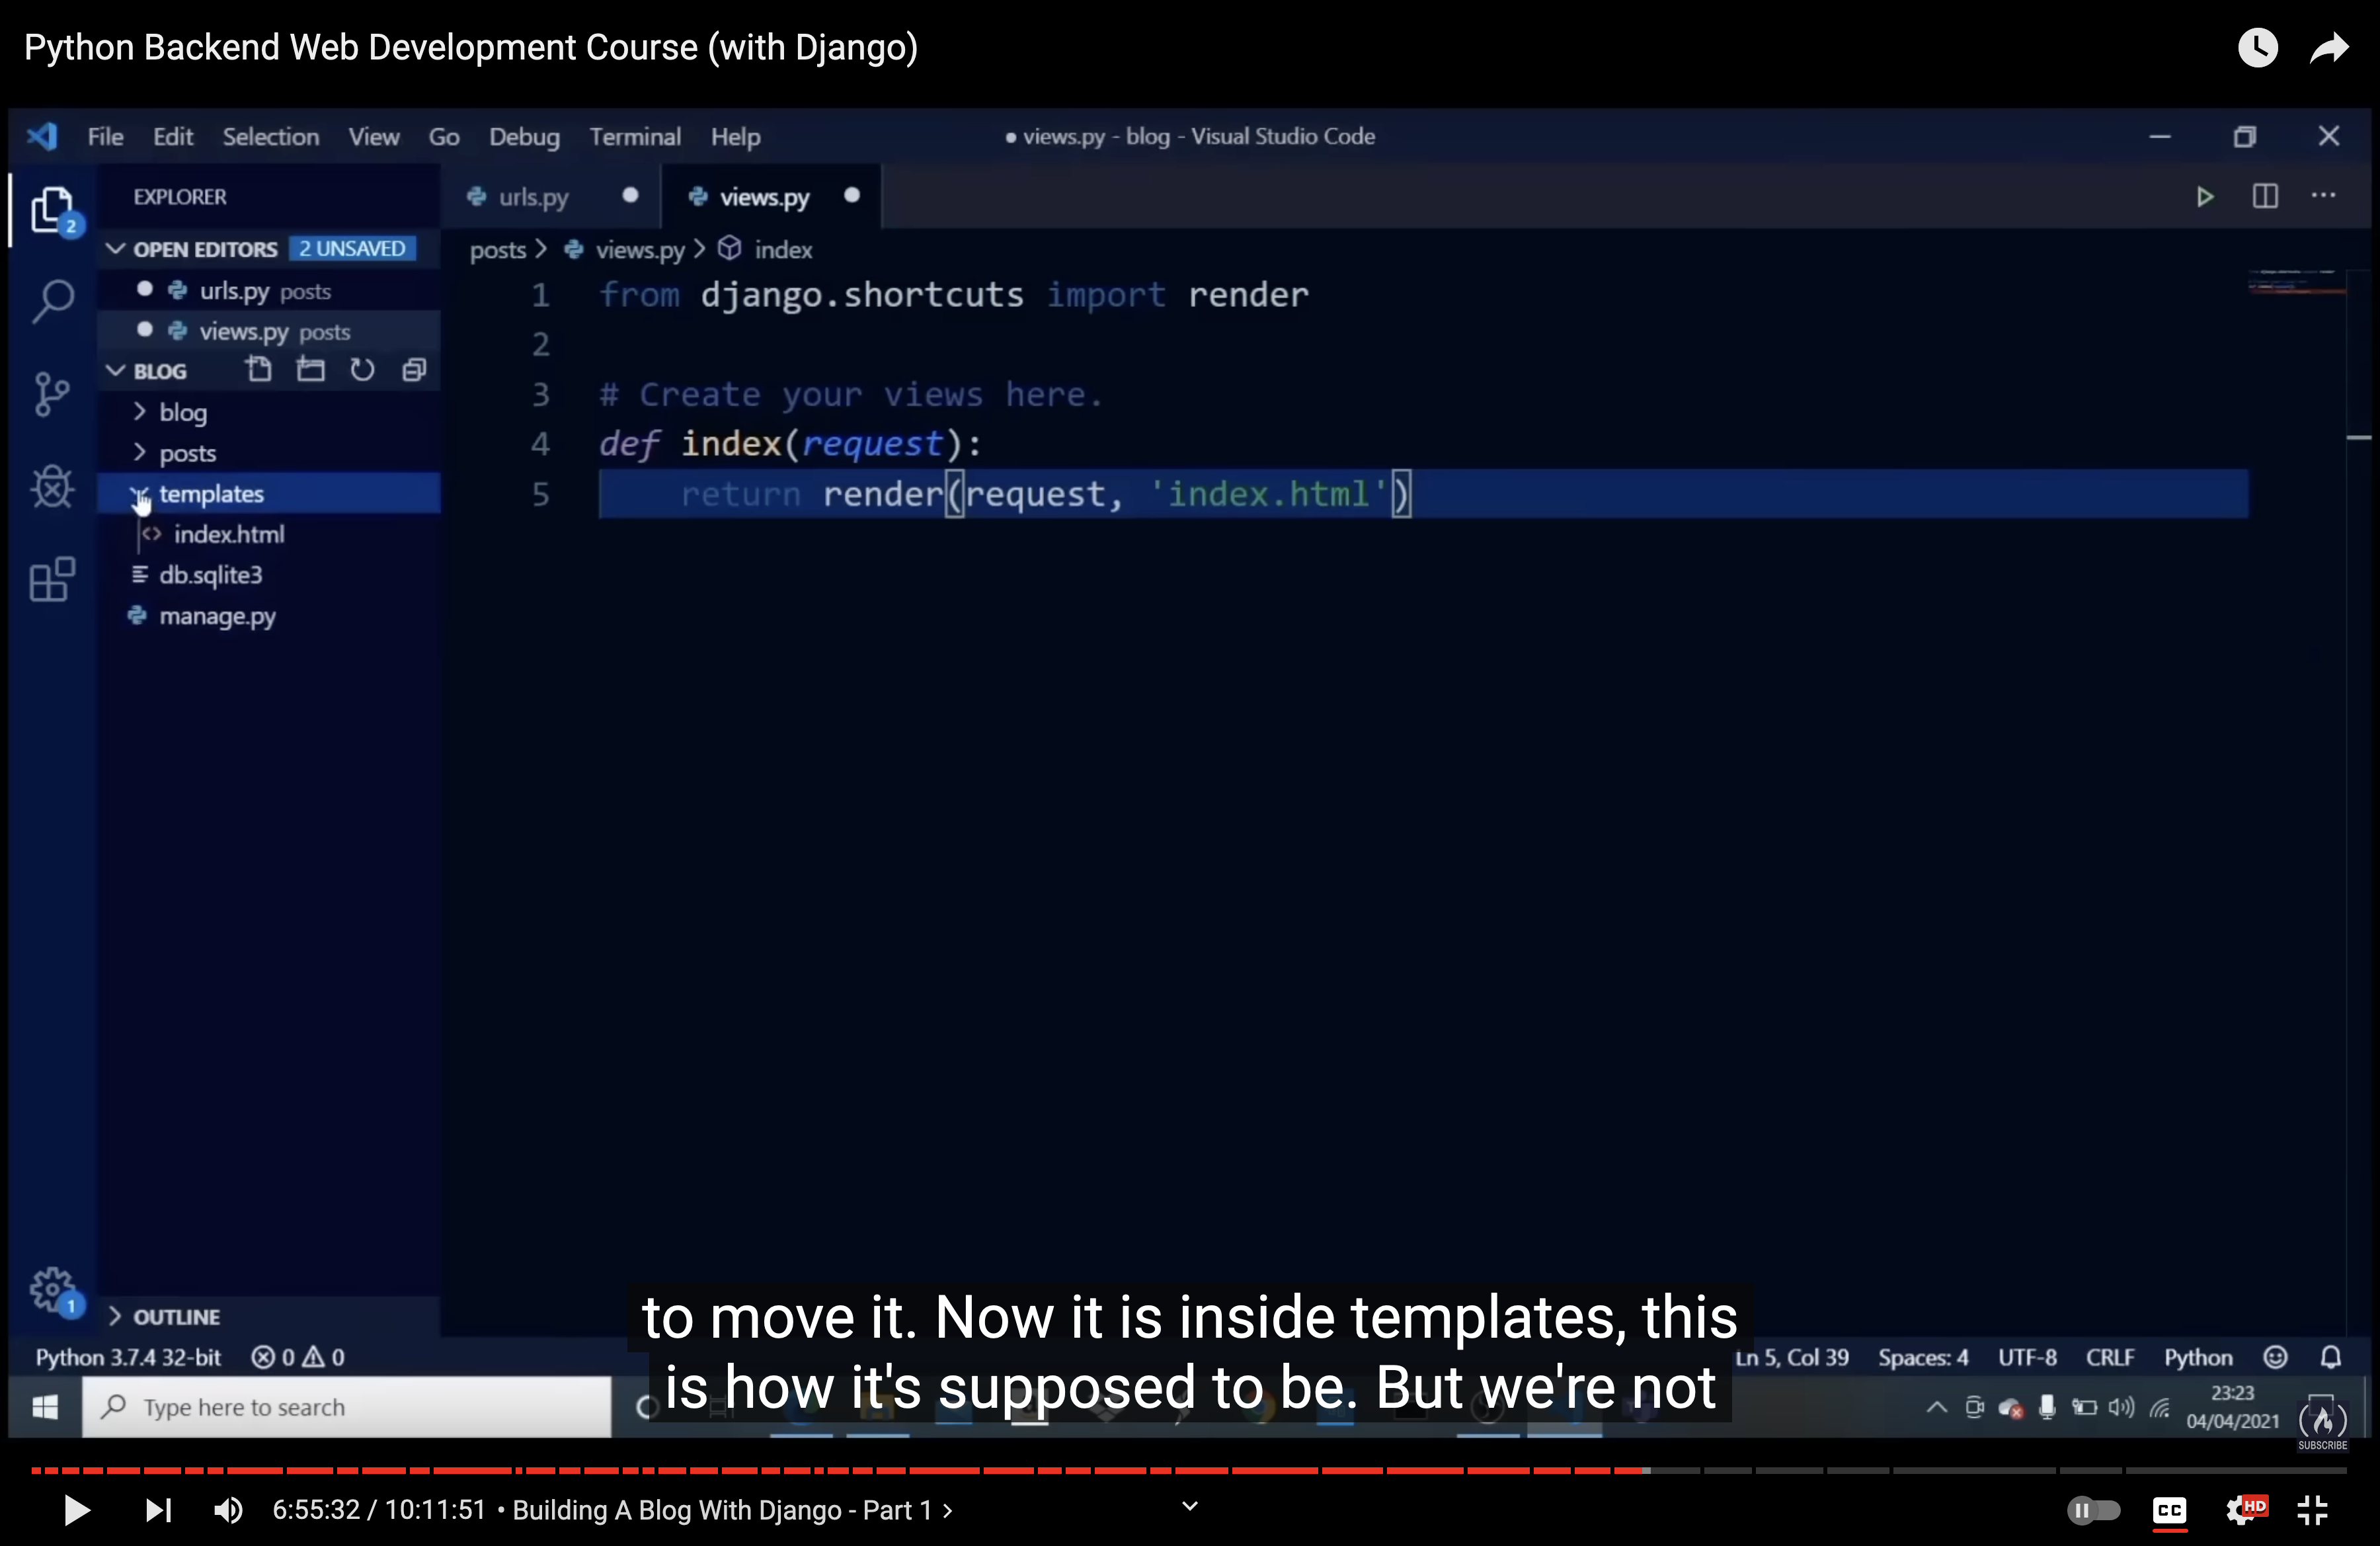 Python Backend Web Development Course (with Django)
File Edit Selection View Go Debug Terminal Help
● views.py - blog - Visual Studio Code
EXPLORER
urls.py
views.py
2
OPEN EDITORS 2 UNSAVED
posts > views.py > index
urls.py posts
views.py posts
BLOG
blog
posts
templates
index.html
db.sqlite3
manage.py
1 from django.shortcuts import render
2
3 # Create your views here.
4 def index(request):
5 return render(request, 'index.html')
1
OUTLINE
to move it. Now it is inside templates, this
is how it's supposed to be. But we're not
Python 3.7.4 32-bit 0 0
Ln 5, Col 39 Spaces: 4 UTF-8 CRLF Python
Type here to search
23:23
04/04/2021
SUBSCRIBE
6:55:32 / 10:11:51 • Building A Blog With Django - Part 1 >
CC
HD